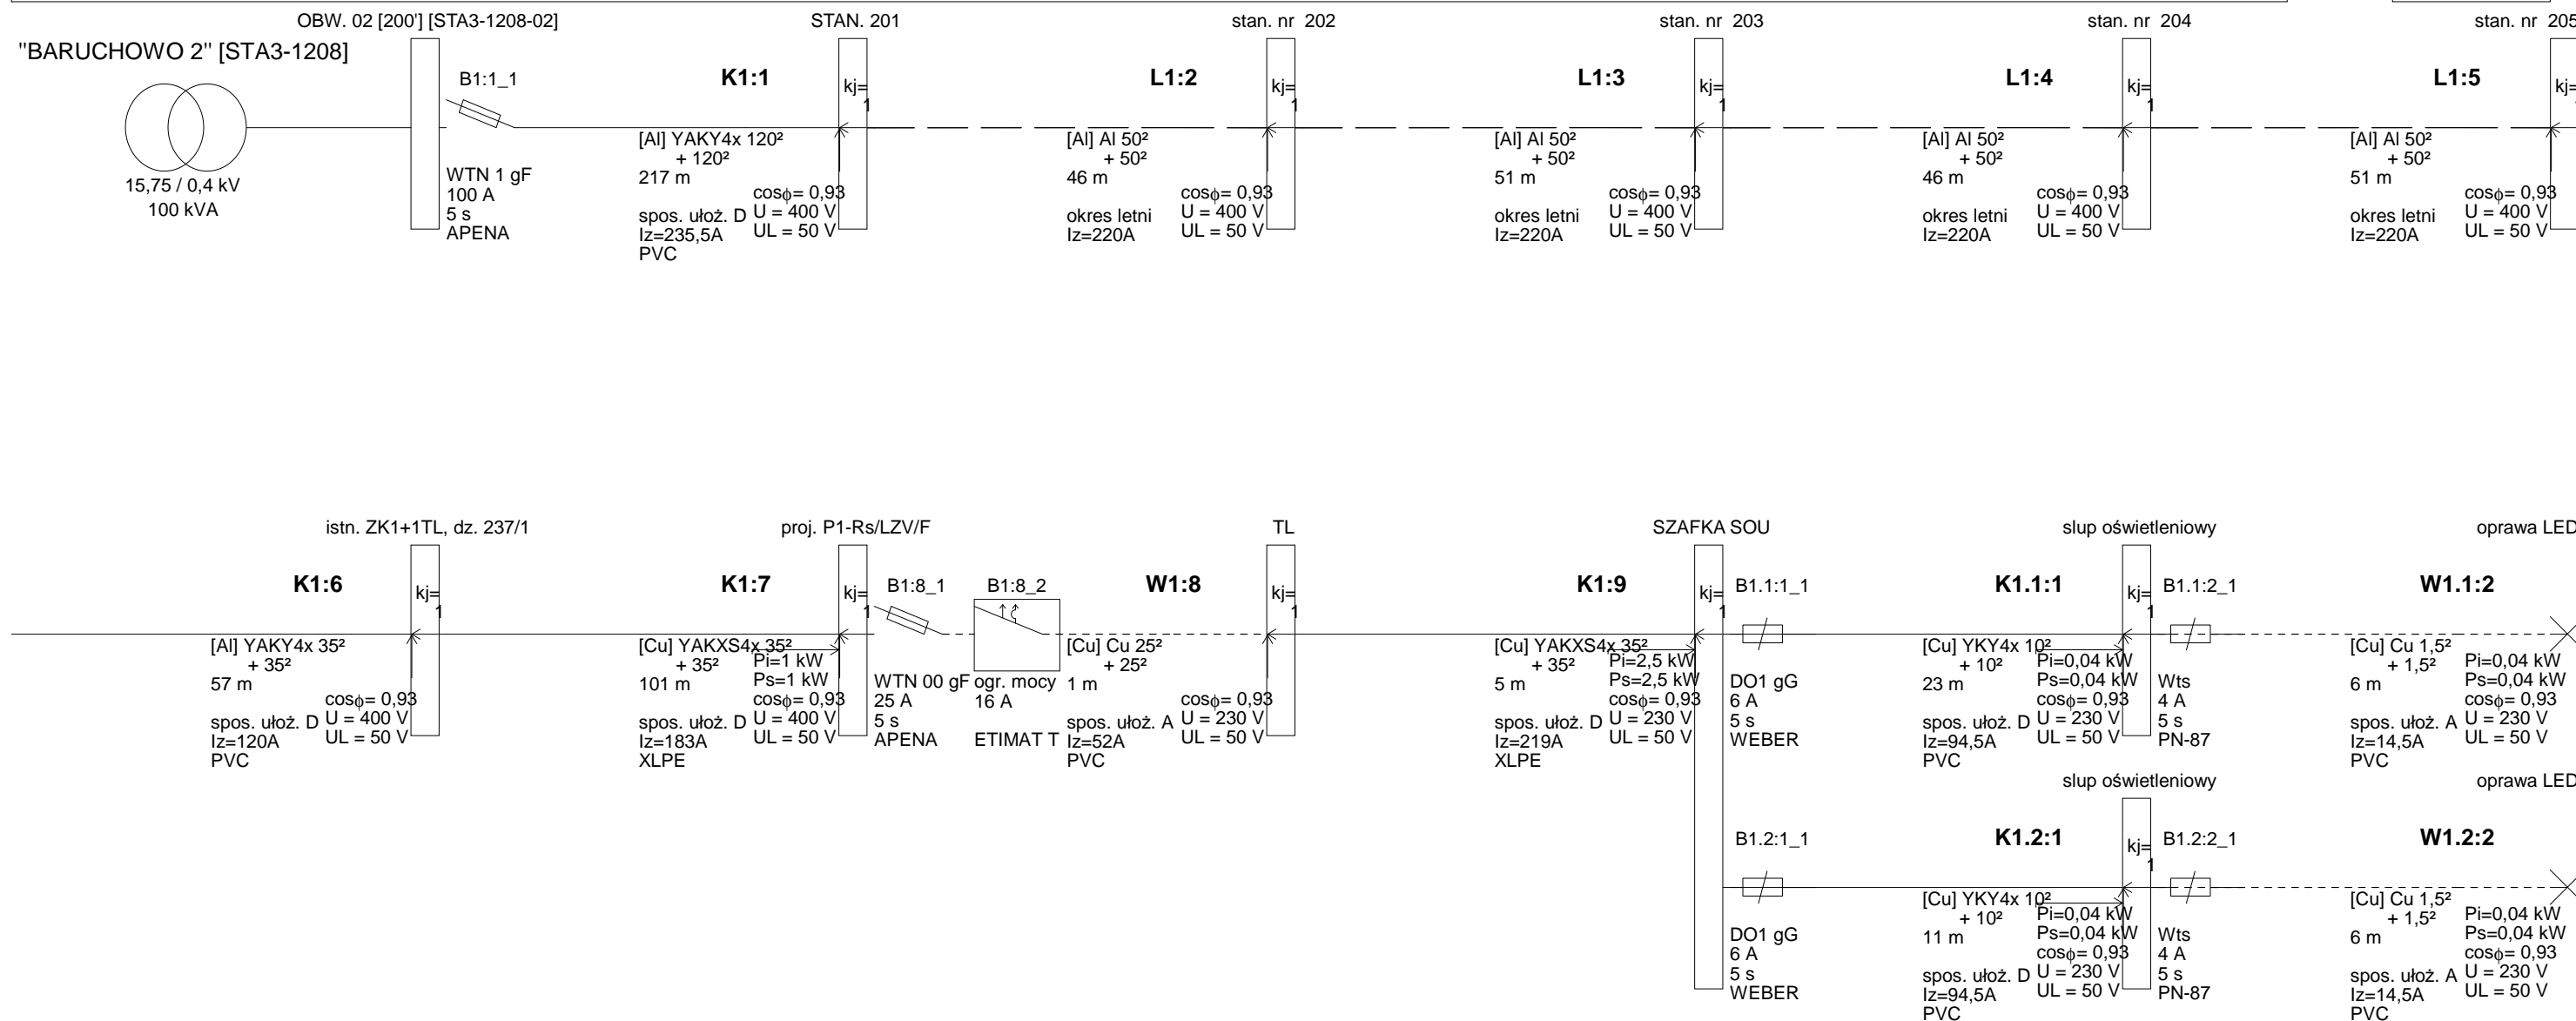 OBW. 02 [200'] [STA3-1208-02]
STAN. 201
stan. nr 202
stan. nr 203
stan. nr 204
stan. nr 205
"BARUCHOWO 2" [STA3-1208]
15,75 / 0,4 kV
100 kVA
B1:1_1
WTN 1 gF
100 A
5 s
APENA
K1:1
kj=
1
[Al] YAKY4x 120²
+ 120²
217 m
spos. ułoż. D
Iz=235,5A
PVC
cosϕ= 0,93
U = 400 V
UL = 50 V
L1:2
kj=
1
[Al] Al 50²
+ 50²
46 m
okres letni
Iz=220A
cosϕ= 0,93
U = 400 V
UL = 50 V
L1:3
kj=
1
[Al] Al 50²
+ 50²
51 m
okres letni
Iz=220A
cosϕ= 0,93
U = 400 V
UL = 50 V
L1:4
kj=
1
[Al] Al 50²
+ 50²
46 m
okres letni
Iz=220A
cosϕ= 0,93
U = 400 V
UL = 50 V
L1:5
kj=
[Al] Al 50²
+ 50²
51 m
okres letni
Iz=220A
cosϕ= 0,93
U = 400 V
UL = 50 V
istn. ZK1+1TL, dz. 237/1
proj. P1-Rs/LZV/F
TL
SZAFKA SOU
slup oświetleniowy
oprawa LED
K1:6
kj=
1
[Al] YAKY4x 35²
+ 35²
57 m
spos. ułoż. D
Iz=120A
PVC
cosϕ= 0,93
U = 400 V
UL = 50 V
K1:7
kj=
1
[Cu] YAKXS4x 35²
+ 35²
101 m
spos. ułoż. D
Iz=183A
XLPE
Pi=1 kW
Ps=1 kW
cosϕ= 0,93
U = 400 V
UL = 50 V
B1:8_1
WTN 00 gF
25 A
5 s
APENA
B1:8_2
ogr. mocy
16 A
ETIMAT T
W1:8
kj=
1
[Cu] Cu 25²
+ 25²
1 m
spos. ułoż. A
Iz=52A
PVC
cosϕ= 0,93
U = 230 V
UL = 50 V
K1:9
kj=
1
[Cu] YAKXS4x 35²
+ 35²
5 m
spos. ułoż. D
Iz=219A
XLPE
Pi=2,5 kW
Ps=2,5 kW
cosϕ= 0,93
U = 230 V
UL = 50 V
B1.1:1_1
DO1 gG
6 A
5 s
WEBER
K1.1:1
kj=
1
[Cu] YKY4x 10²
+ 10²
23 m
spos. ułoż. D
Iz=94,5A
PVC
Pi=0,04 kW
Ps=0,04 kW
cosϕ= 0,93
U = 230 V
UL = 50 V
B1.1:2_1
Wts
4 A
5 s
PN-87
W1.1:2
[Cu] Cu 1,5²
+ 1,5²
6 m
spos. ułoż. A
Iz=14,5A
PVC
Pi=0,04 kW
Ps=0,04 kW
cosϕ= 0,93
U = 230 V
UL = 50 V
slup oświetleniowy
oprawa LED
B1.2:1_1
DO1 gG
6 A
5 s
WEBER
K1.2:1
kj=
1
[Cu] YKY4x 10²
+ 10²
11 m
spos. ułoż. D
Iz=94,5A
PVC
Pi=0,04 kW
Ps=0,04 kW
cosϕ= 0,93
U = 230 V
UL = 50 V
B1.2:2_1
Wts
4 A
5 s
PN-87
W1.2:2
[Cu] Cu 1,5²
+ 1,5²
6 m
spos. ułoż. A
Iz=14,5A
PVC
Pi=0,04 kW
Ps=0,04 kW
cosϕ= 0,93
U = 230 V
UL = 50 V